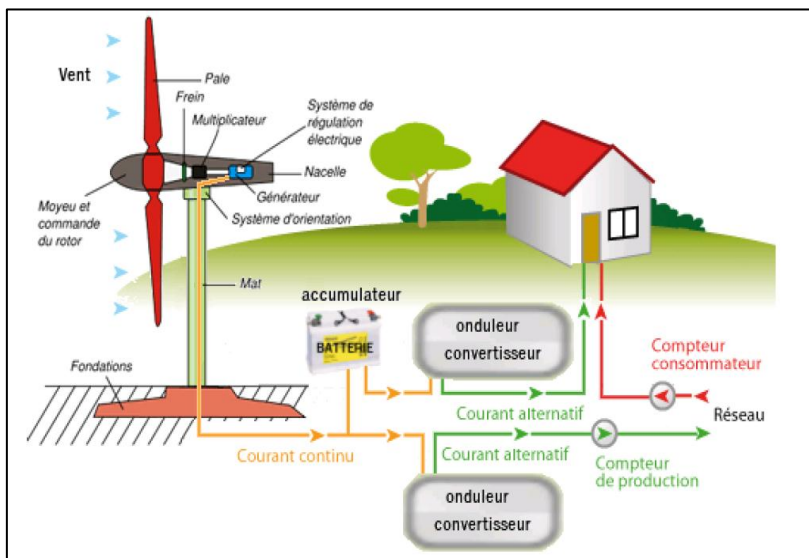 Vent
Pale
Frein
Multiplicateur
Système de
régulation
électrique
Nacelle
Générateur
Système d'orientation
Moyeu et
commande
du rotor
Mat
Fondations
accumulateur
BATTERIE
onduleur
convertisseur
Compteur
consommateur
Courant alternatif
Réseau
Courant continu
Courant alternatif
Compteur
de production
onduleur
convertisseur